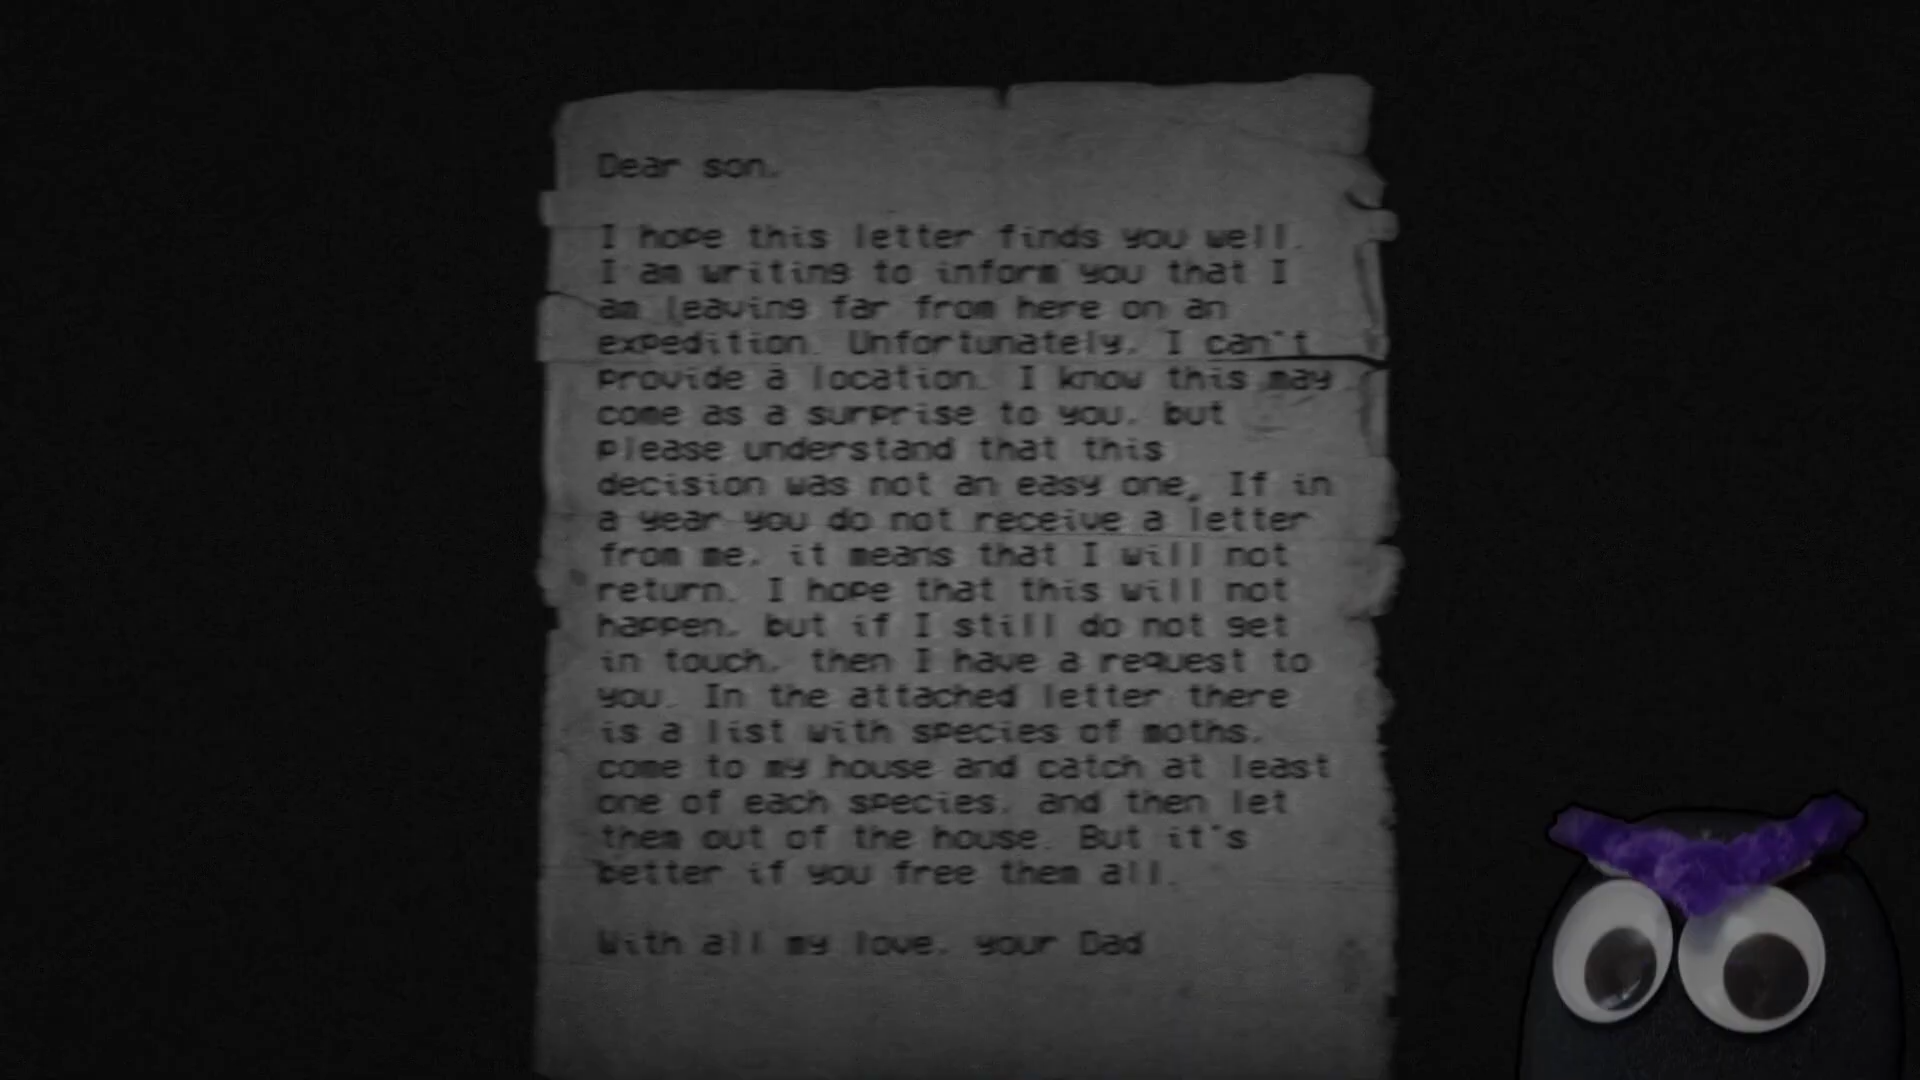 Dear son,
I hope this letter finds you well.
I am writing to inform you that I
am leaving far from here on an
expedition. Unfortunately, I can't
provide a location. I know this may
come as a surprise to you, but
please understand that this
decision was not an easy one. If in
a year you do not receive a letter
from me, it means that I will not
return. I hope that this will not
happen, but if I still do not get
in touch, then I have a request to
you. In the attached letter there
is a list with species of moths,
come to my house and catch at least
one of each species, and then let
them out of the house. But it's
better if you free them all.
With all my love, your Dad